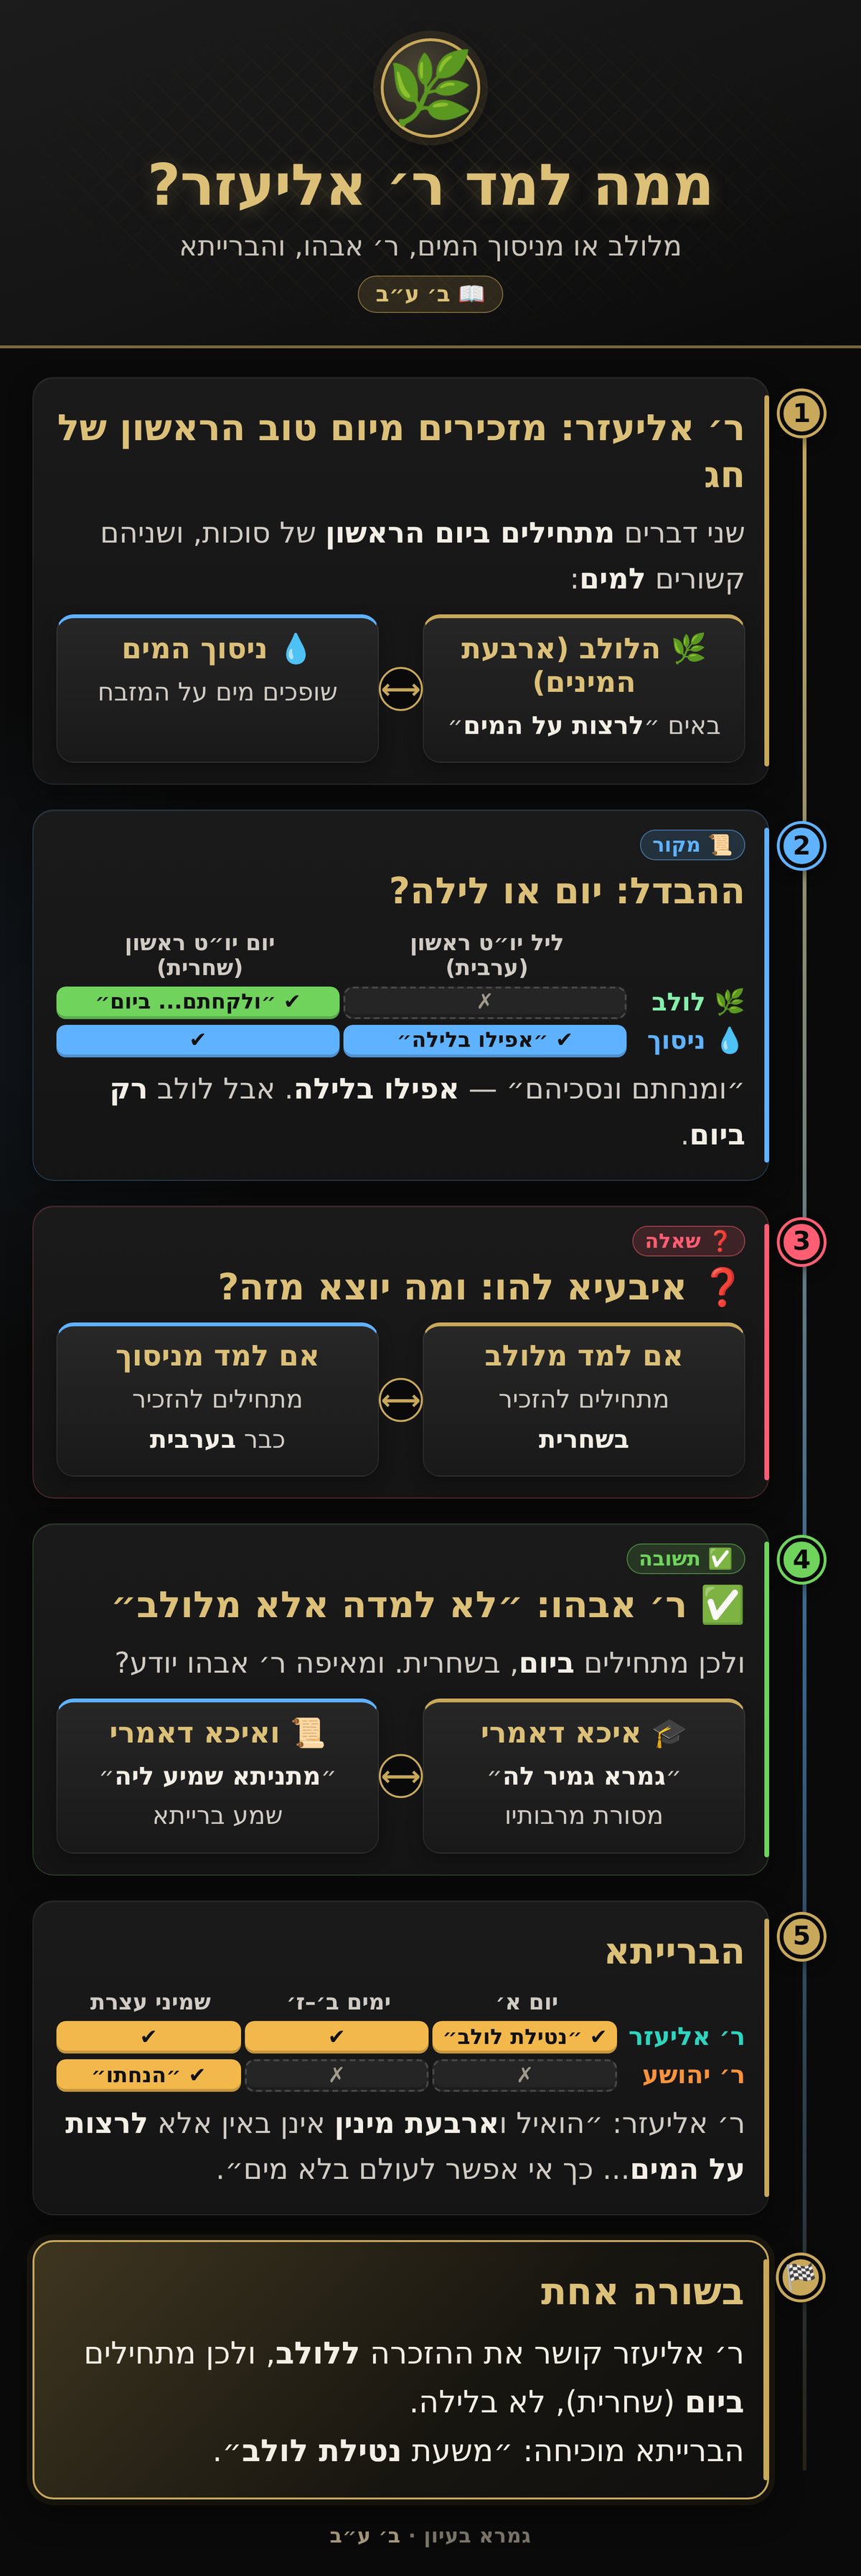 ממה למד ר׳ אליעזר?
מלולב או מניסוך המים, ר׳ אבהו, והברייתא
📖 ב׳ ע״ב
1
ר׳ אליעזר: מזכירים מיום טוב הראשון של
חג
שני דברים מתחילים ביום הראשון של סוכות, ושניהם
קשורים למים:
🌿 הלולב (ארבעת
המינים)
באים ״לרצות על המים״
⟷
💧 ניסוך המים
שופכים מים על המזבח
2
📜 מקור
ההבדל: יום או לילה?
ליל יו״ט ראשון
(ערבית)
יום יו״ט ראשון
(שחרית)
🌿 לולב
✗
✔ ״ולקחתם... ביום״
💧 ניסוך
✔ ״אפילו בלילה״
✔
״ומנחתם ונסכיהם״ — אפילו בלילה. אבל לולב רק
ביום.
3
❓ שאלה
❓ איבעיא להו: ומה יוצא מזה?
אם למד מלולב
מתחילים להזכיר
בשחרית
⟷
אם למד מניסוך
מתחילים להזכיר
כבר בערבית
4
✅ תשובה
✅ ר׳ אבהו: ״לא למדה אלא מלולב״
ולכן מתחילים ביום, בשחרית. ומאיפה ר׳ אבהו יודע?
🎓 איכא דאמרי
״גמרא גמיר לה״
מסורת מרבותיו
⟷
📜 ואיכא דאמרי
״מתניתא שמיע ליה״
שמע ברייתא
5
הברייתא
יום א׳ ימים ב׳–ז׳ שמיני עצרת
ר׳ אליעזר ✔ ״נטילת לולב״ ✔ ✔
ר׳ יהושע ✗ ✗ ✔ ״הנחתו״
ר׳ אליעזר: ״הואיל וארבעת מינין אינן באין אלא לרצות
על המים... כך אי אפשר לעולם בלא מים״.
🏁
בשורה אחת
ר׳ אליעזר קושר את ההזכרה ללולב, ולכן מתחילים
ביום (שחרית), לא בלילה.
הברייתא מוכיחה: ״משעת נטילת לולב״.
גמרא בעיון · ב׳ ע״ב